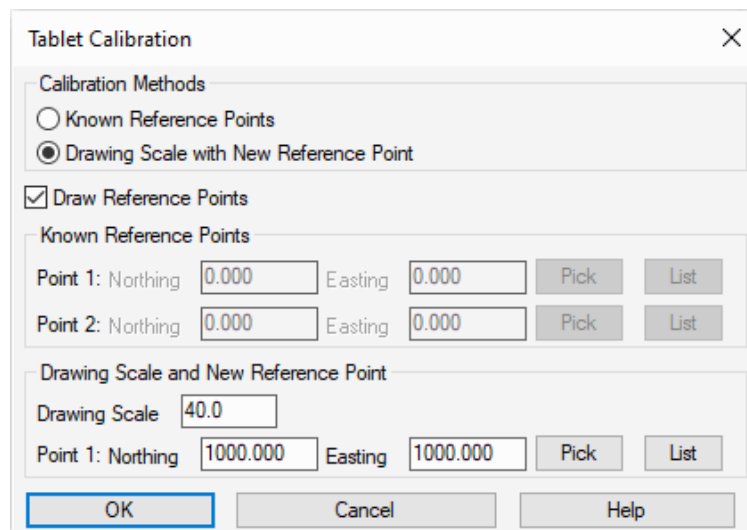 Tablet Calibration
Calibration Methods
Known Reference Points
Drawing Scale with New Reference Point
Draw Reference Points
Known Reference Points
Point 1: Northing 0.000 Easting 0.000 Pick List
Point 2: Northing 0.000 Easting 0.000 Pick List
Drawing Scale and New Reference Point
Drawing Scale 40.0
Point 1: Northing 1000.000 Easting 1000.000 Pick List
OK Cancel Help